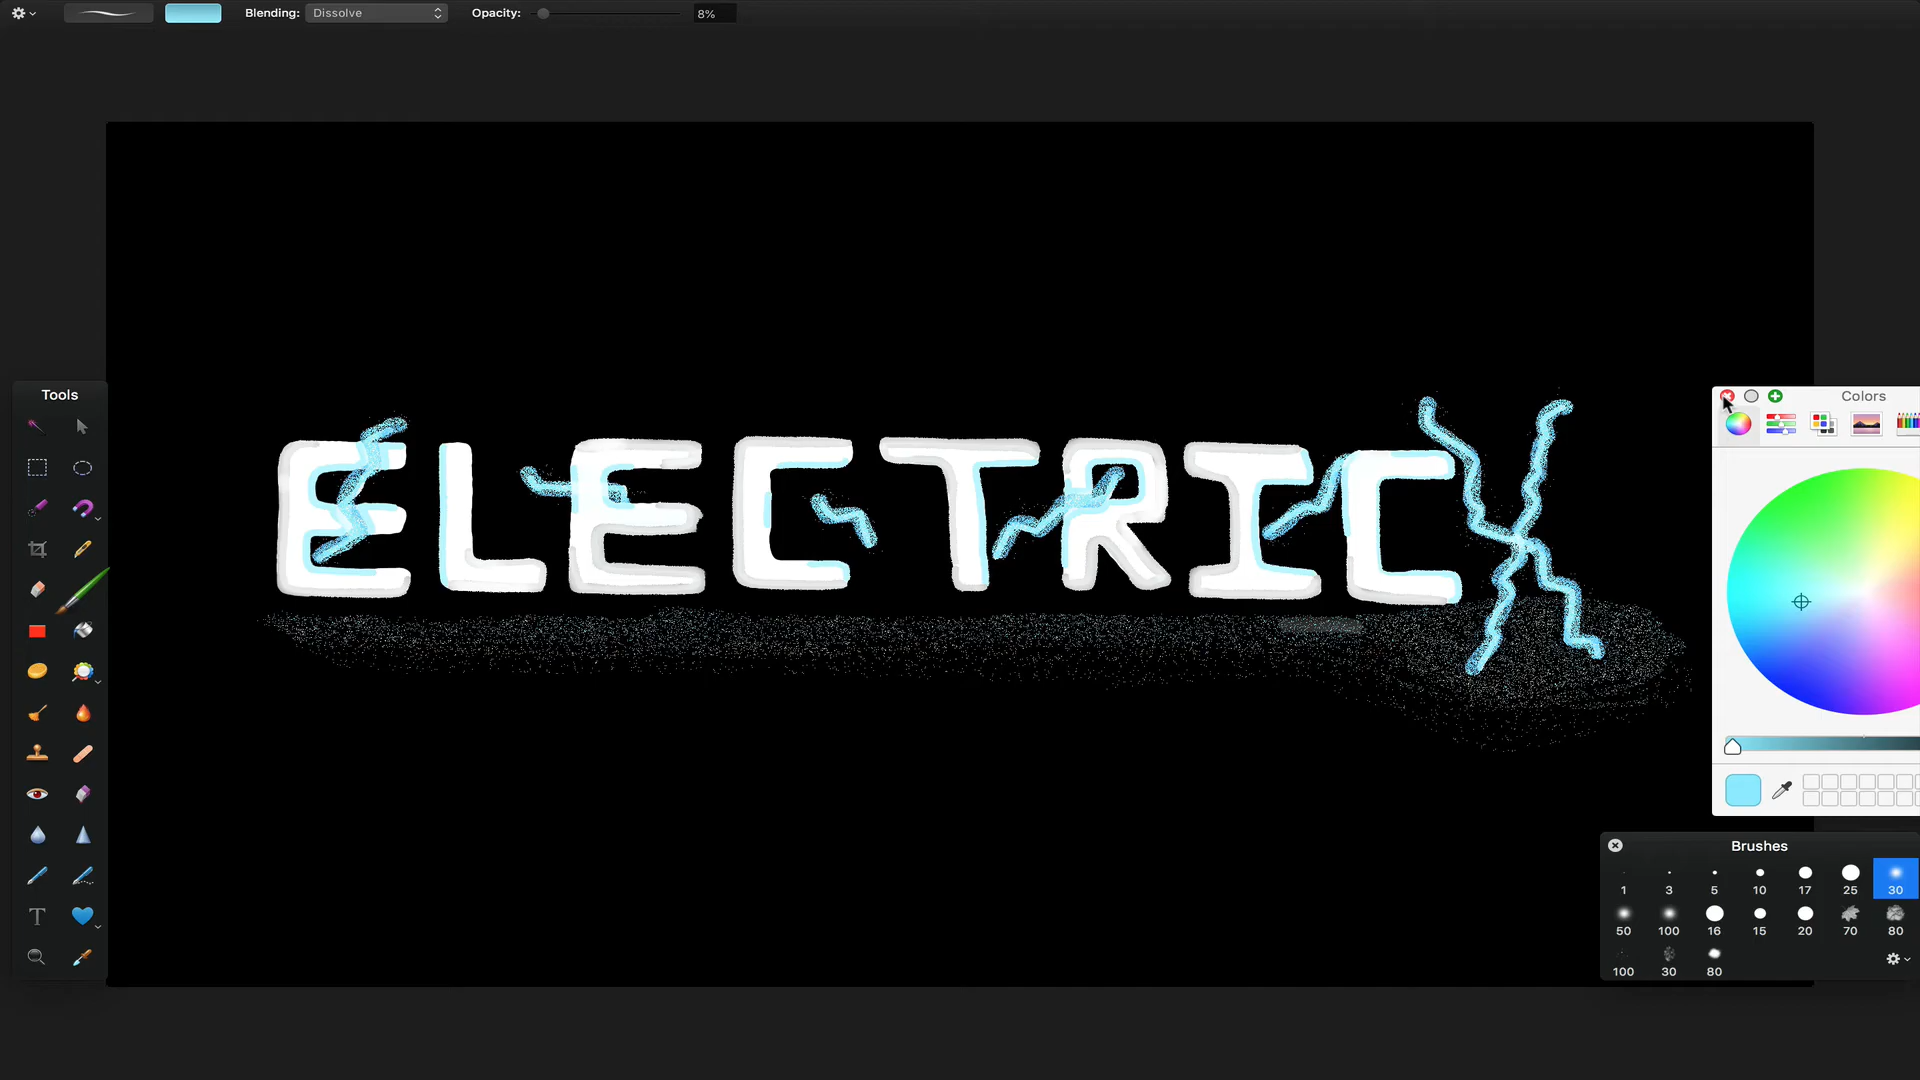 Blending: Dissolve Opacity: 8%
Tools
Colors
ELECTRIC
Brushes
1 3 5 10 17 25 30
50 100 16 15 20 70 80
100 30 80